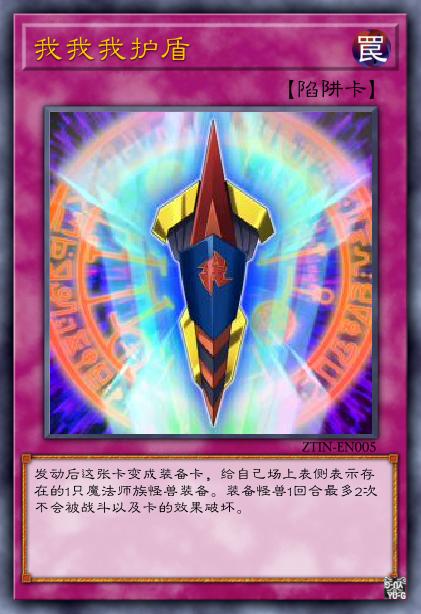 我我我护盾
罠
【陷阱卡】
我
ZTIN-EN005
发动后这张卡变成装备卡，给自己场上表侧表示存
在的1只魔法师族怪兽装备。装备怪兽1回合最多2次
不会被战斗以及卡的效果破坏。